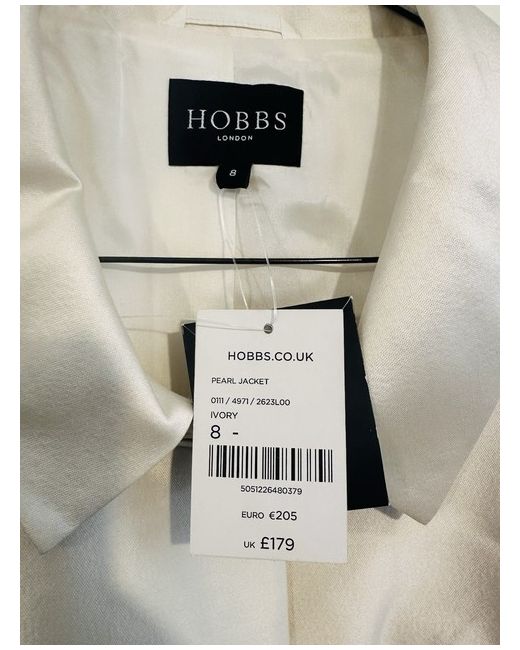 HOBBS
LONDON
8
HOBBS.CO.UK
PEARL JACKET
0111 / 4971 / 2623L00
IVORY
8 -
5051226480379
EURO €205
UK £179